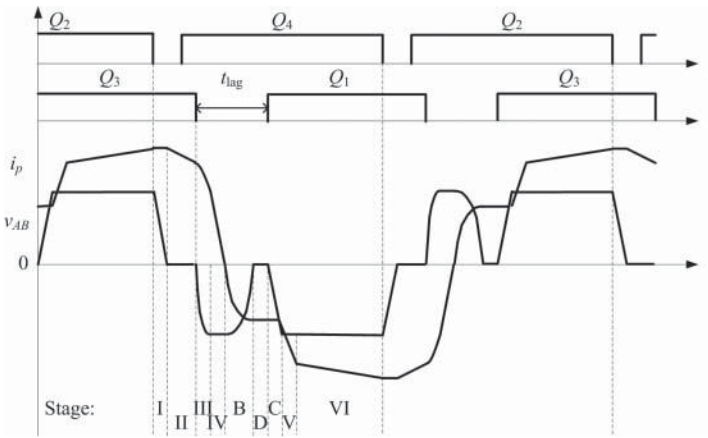 Q2 Q4 Q2
Q3 tlag Q1 Q3
ip
vAB
0
Stage: I II III IV B D C V VI